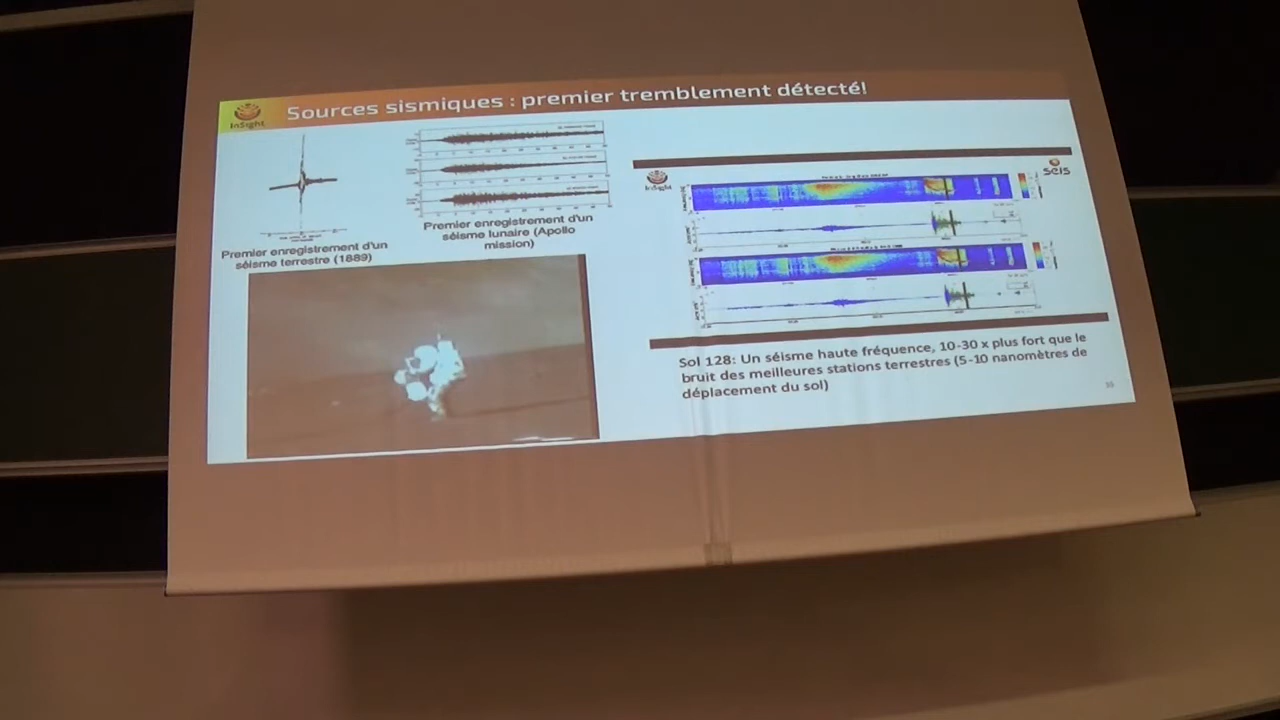 InSight
Sources sismiques : premier tremblement détecté!
Premier enregistrement d'un
séisme terrestre (1889)
Premier enregistrement d'un
séisme lunaire (Apollo
mission)
InSight
seis
Sol 128: Un séisme haute fréquence, 10-30 x plus fort que le
bruit des meilleures stations terrestres (5-10 nanomètres de
déplacement du sol)